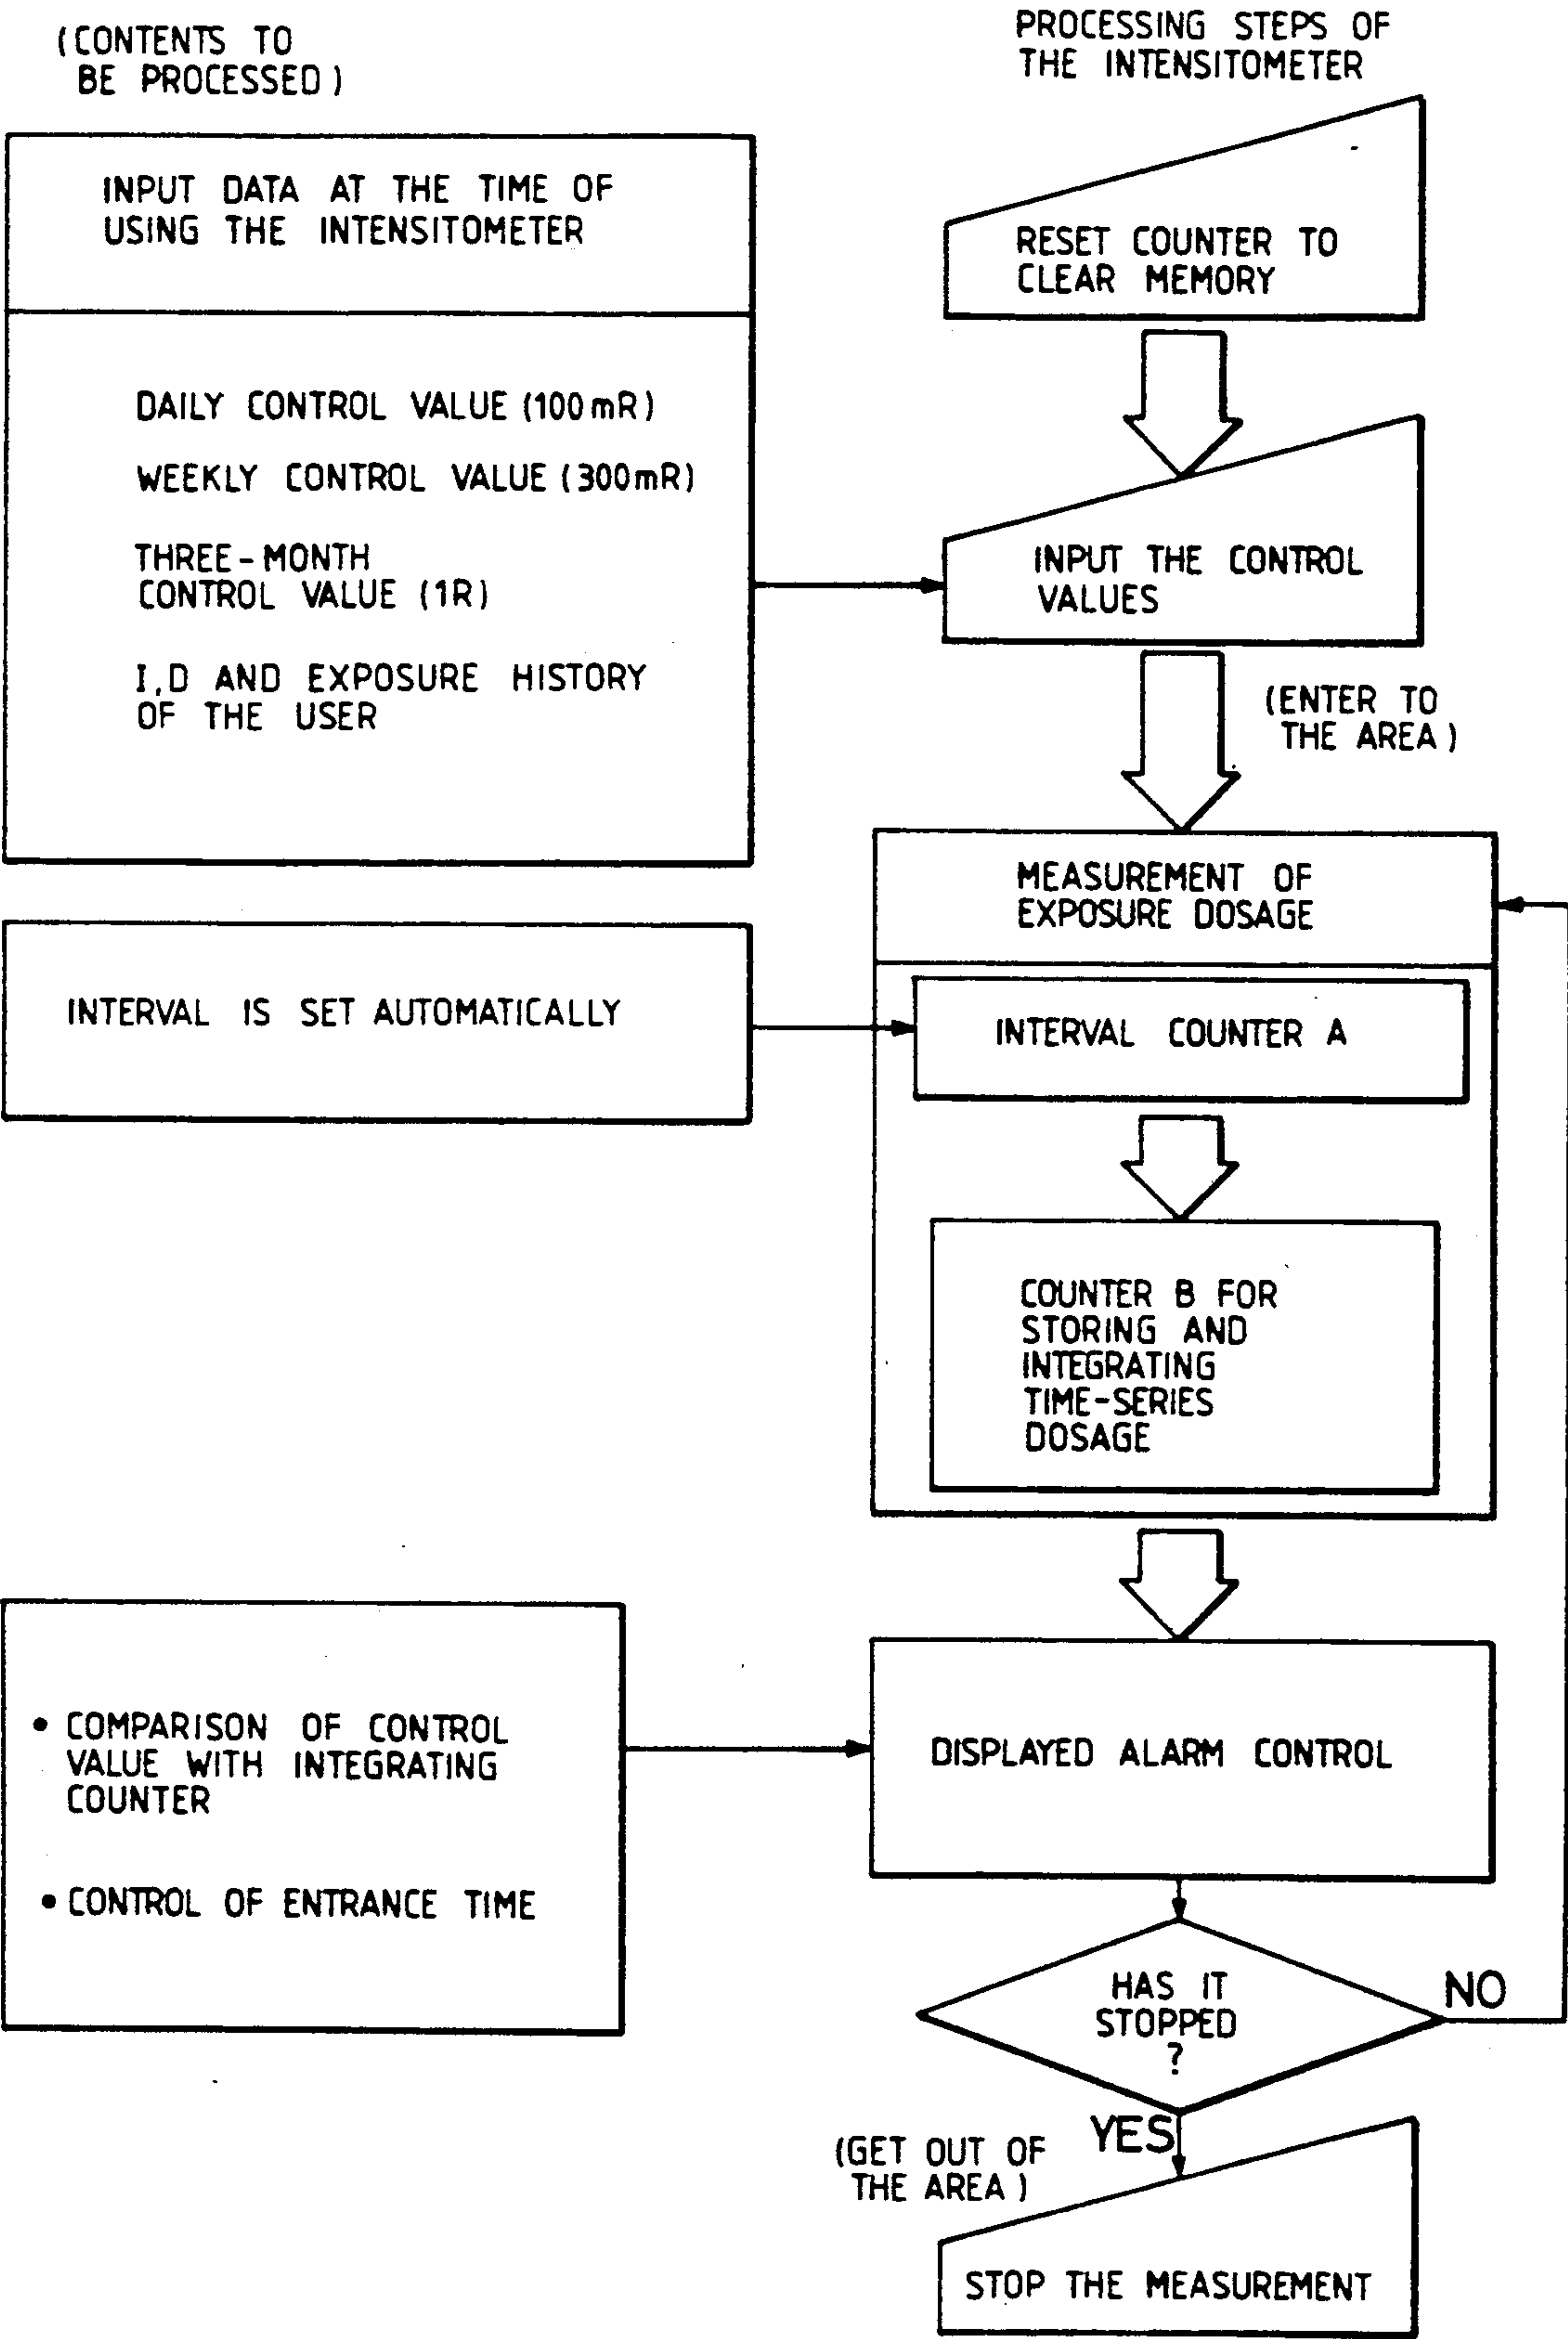 (CONTENTS TO
BE PROCESSED)
INPUT DATA AT THE TIME OF
USING THE INTENSITOMETER
DAILY CONTROL VALUE (100mR)
WEEKLY CONTROL VALUE (300mR)
THREE-MONTH
CONTROL VALUE (1R)
I,D AND EXPOSURE HISTORY
OF THE USER
INTERVAL IS SET AUTOMATICALLY
• COMPARISON OF CONTROL
VALUE WITH INTEGRATING
COUNTER
• CONTROL OF ENTRANCE TIME
PROCESSING STEPS OF
THE INTENSITOMETER
RESET COUNTER TO
CLEAR MEMORY
INPUT THE CONTROL
VALUES
(ENTER TO
THE AREA)
MEASUREMENT OF
EXPOSURE DOSAGE
INTERVAL COUNTER A
COUNTER B FOR
STORING AND
INTEGRATING
TIME-SERIES
DOSAGE
DISPLAYED ALARM CONTROL
HAS IT
STOPPED
?
NO
YES
(GET OUT OF
THE AREA)
STOP THE MEASUREMENT